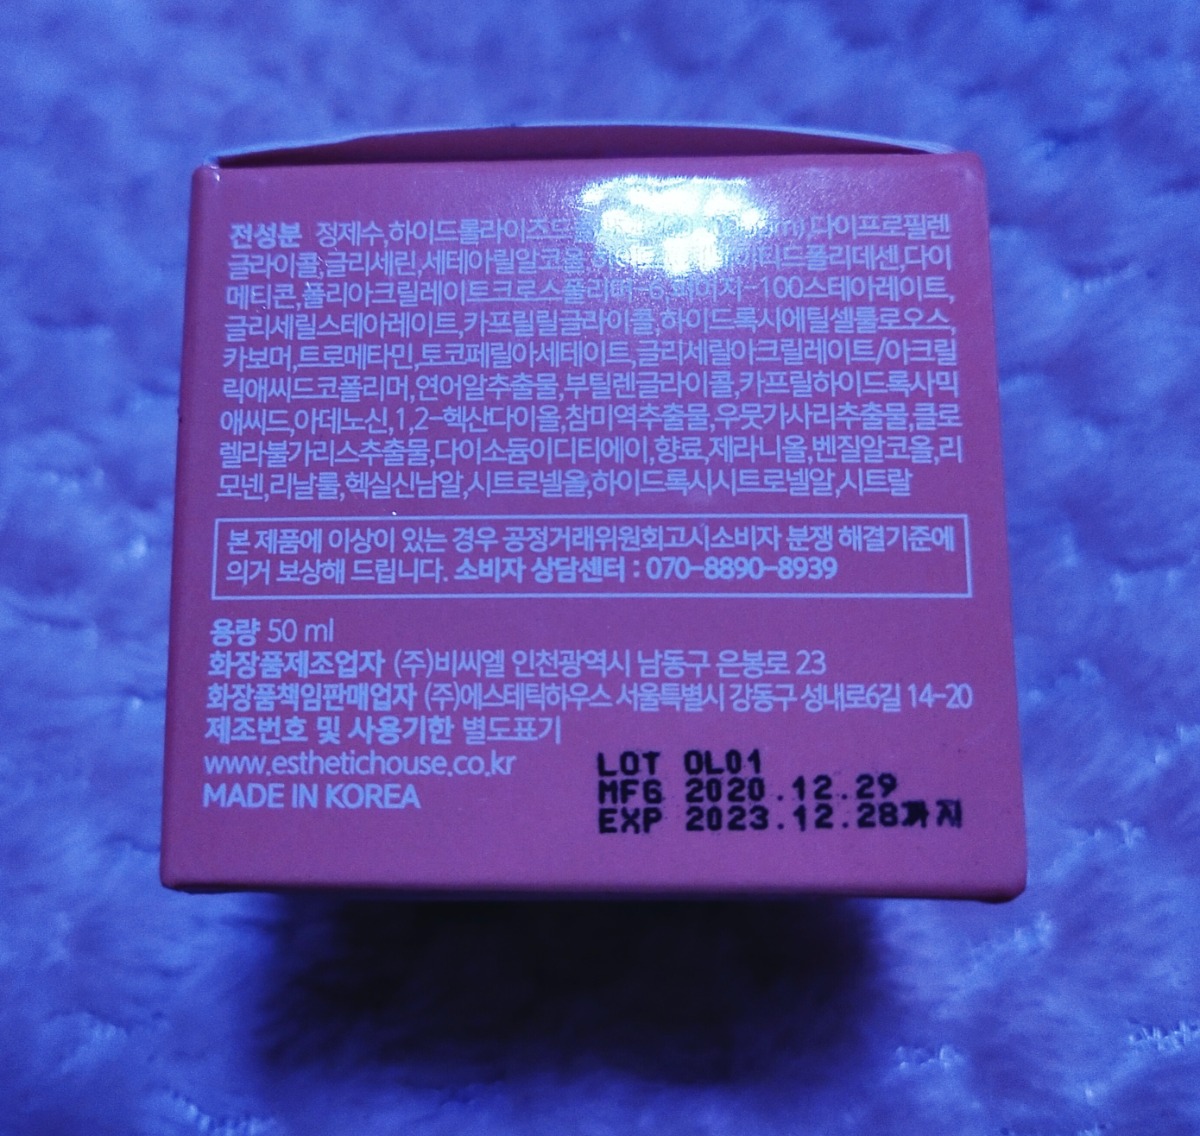 전성분 정제수,하이드롤라이즈드 다이프로필렌
글라이콜,글리세린,세테아릴알코올, 폴리데센,다이
메티콘,폴리아크릴레이트크로스폴리머-6,피이지-100스테아레이트,
글리세릴스테아레이트,카프릴릴글라이콜,하이드록시에틸셀룰로오스,
카보머,트로메타민,토코페릴아세테이트,글리세릴아크릴레이트/아크릴
릭애씨드코폴리머,연어알추출물,부틸렌글라이콜,카프릴하이드록사믹
애씨드,아데노신,1,2-헥산다이올,참미역추출물,우뭇가사리추출물,클로
렐라불가리스추출물,다이소듐이디티에이,향료,제라니올,벤질알코올,리
모넨,리날룰,헥실신남알,시트로넬올,하이드록시시트로넬알,시트랄
본 제품에 이상이 있는 경우 공정거래위원회고시소비자 분쟁 해결기준에
의거 보상해 드립니다. 소비자 상담센터 : 070-8890-8939
용량 50 ml
화장품제조업자 (주)비씨엘 인천광역시 남동구 은봉로 23
화장품책임판매업자 (주)에스테틱하우스 서울특별시 강동구 성내로6길 14-20
제조번호 및 사용기한 별도표기
www.esthetichouse.co.kr
MADE IN KOREA
LOT OL01
MFG 2020.12.29
EXP 2023.12.28까지